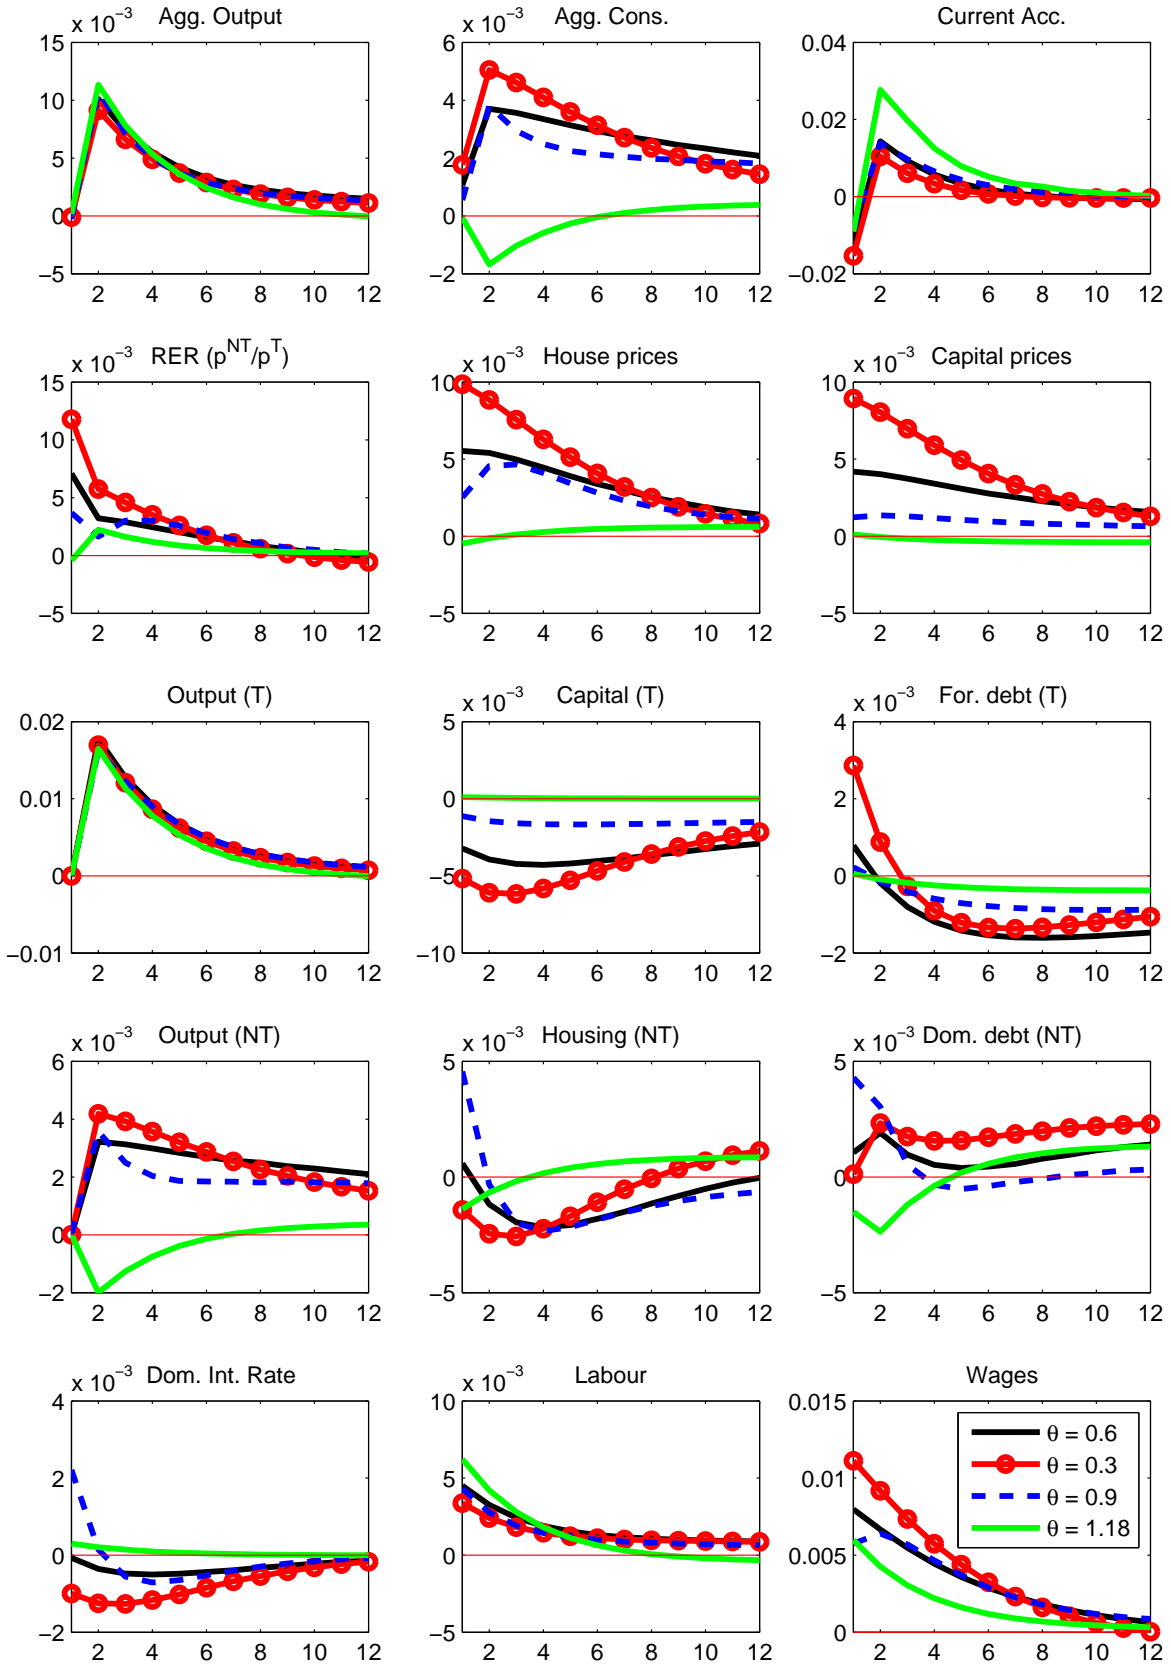 x 10−3 Agg. Output
15
10
5
0
−5
2 4 6 8 10 12
x 10−3 Agg. Cons.
6
4
2
0
−2
2 4 6 8 10 12
Current Acc.
0.04
0.02
0
−0.02
2 4 6 8 10 12
x 10−3 RER (pNT/pT)
15
10
5
0
−5
2 4 6 8 10 12
x 10−3 House prices
10
5
0
−5
2 4 6 8 10 12
x 10−3 Capital prices
10
5
0
−5
2 4 6 8 10 12
Output (T)
0.02
0.01
0
−0.01
2 4 6 8 10 12
x 10−3 Capital (T)
5
0
−5
−10
2 4 6 8 10 12
x 10−3 For. debt (T)
4
2
0
−2
2 4 6 8 10 12
x 10−3 Output (NT)
6
4
2
0
−2
2 4 6 8 10 12
x 10−3 Housing (NT)
5
0
−5
2 4 6 8 10 12
x 10−3 Dom. debt (NT)
5
0
−5
2 4 6 8 10 12
x 10−3 Dom. Int. Rate
4
2
0
−2
2 4 6 8 10 12
x 10−3 Labour
10
5
0
−5
2 4 6 8 10 12
Wages
0.015
0.01
0.005
0
2 4 6 8 10 12
θ = 0.6
θ = 0.3
θ = 0.9
θ = 1.18